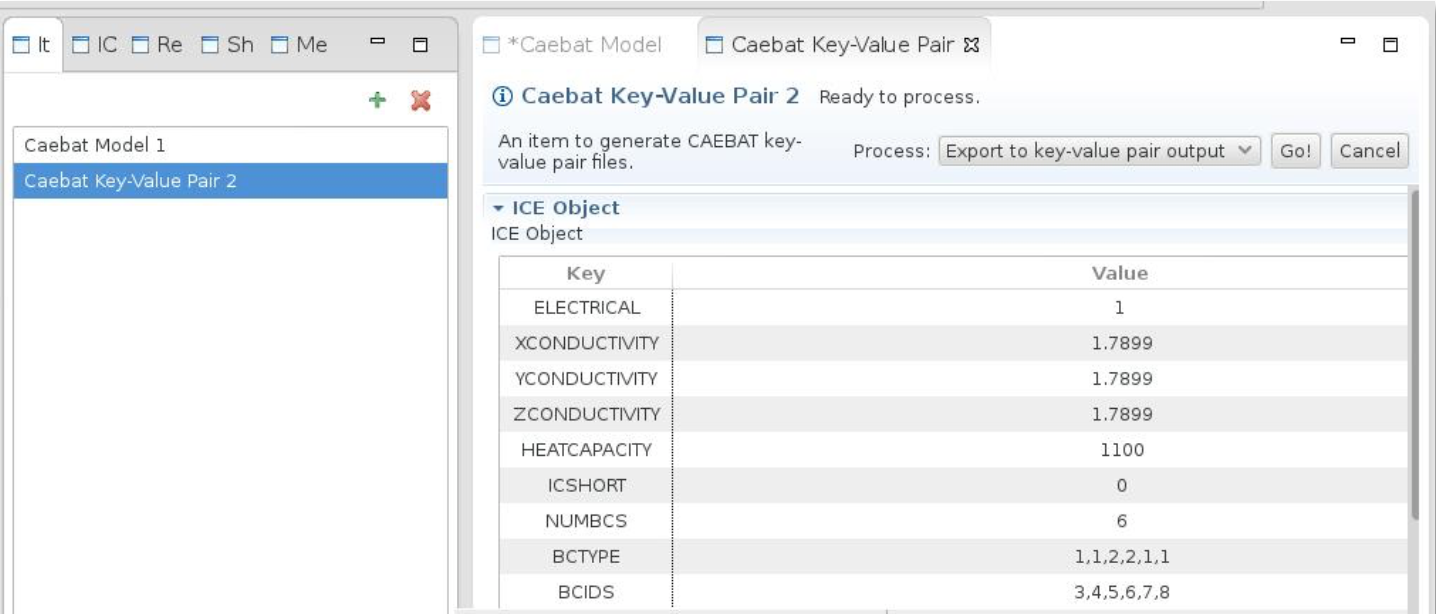 It IC Re Sh Me
*Caebat Model Caebat Key-Value Pair
Caebat Model 1
Caebat Key-Value Pair 2
Caebat Key-Value Pair 2 Ready to process.
An item to generate CAEBAT key-
value pair files.
Process: Export to key-value pair output Go! Cancel
ICE Object
ICE Object
Key Value
ELECTRICAL 1
XCONDUCTIVITY 1.7899
YCONDUCTIVITY 1.7899
ZCONDUCTIVITY 1.7899
HEATCAPACITY 1100
ICSHORT 0
NUMBCS 6
BCTYPE 1,1,2,2,1,1
BCIDS 3,4,5,6,7,8